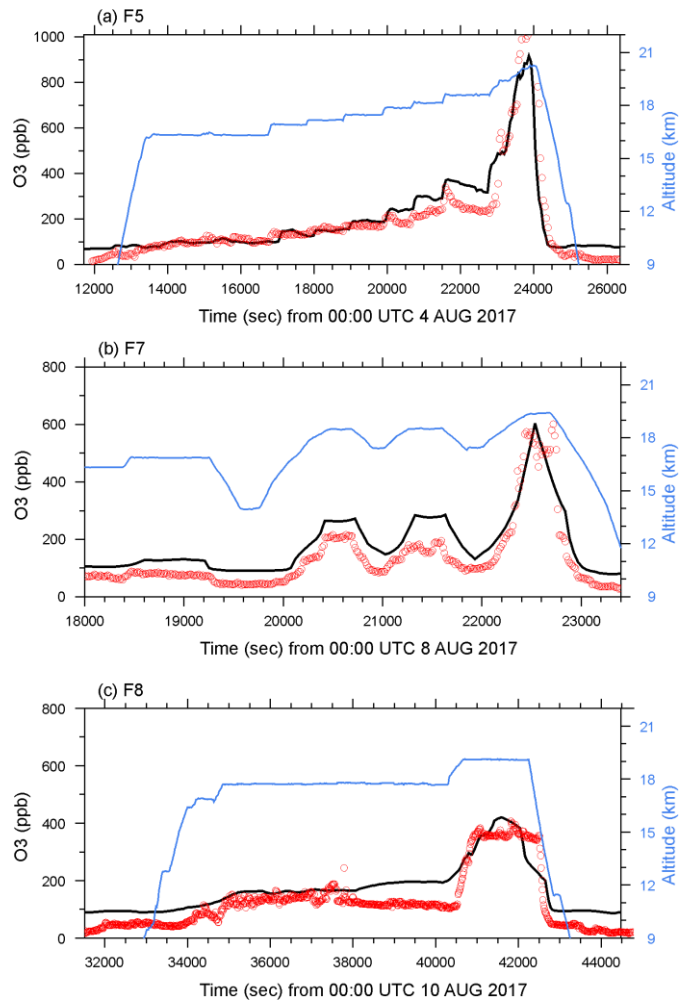 (a) F5
1000
800
600
400
200
0
O3 (ppb)
21
18
15
12
9
Altitude (km)
12000 14000 16000 18000 20000 22000 24000 26000
Time (sec) from 00:00 UTC 4 AUG 2017
(b) F7
800
600
400
200
0
O3 (ppb)
21
18
15
12
9
Altitude (km)
18000 19000 20000 21000 22000 23000
Time (sec) from 00:00 UTC 8 AUG 2017
(c) F8
800
600
400
200
0
O3 (ppb)
21
18
15
12
9
Altitude (km)
32000 34000 36000 38000 40000 42000 44000
Time (sec) from 00:00 UTC 10 AUG 2017